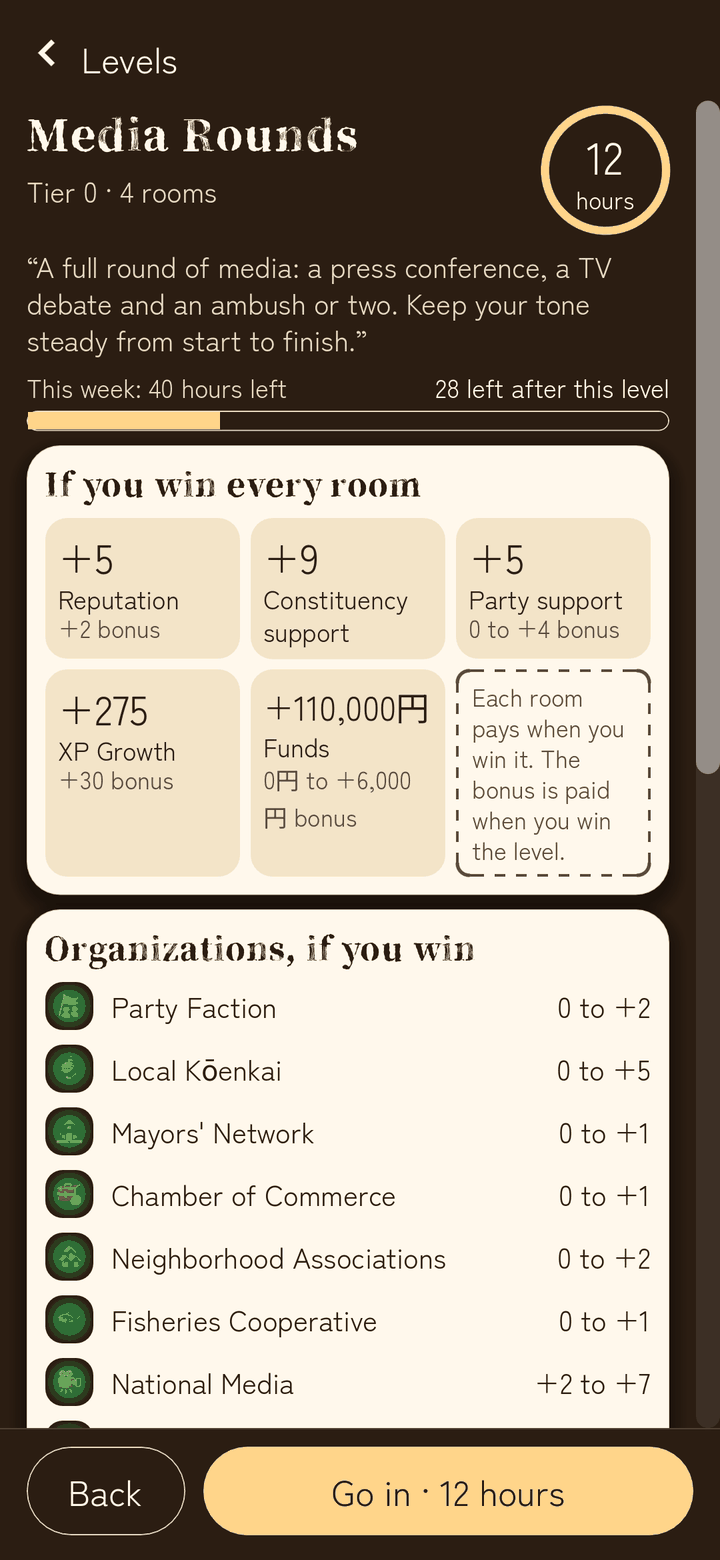 Levels
Media Rounds
12
hours
Tier 0 · 4 rooms
“A full round of media: a press conference, a TV
debate and an ambush or two. Keep your tone
steady from start to finish.”
This week: 40 hours left
28 left after this level
If you win every room
+5
Reputation
+2 bonus
+9
Constituency
support
+5
Party support
0 to +4 bonus
+275
XP Growth
+30 bonus
+110,000円
Funds
0円 to +6,000
円 bonus
Each room
pays when you
win it. The
bonus is paid
when you win
the level.
Organizations, if you win
Party Faction 0 to +2
Local Kōenkai 0 to +5
Mayors' Network 0 to +1
Chamber of Commerce 0 to +1
Neighborhood Associations 0 to +2
Fisheries Cooperative 0 to +1
National Media +2 to +7
Back
Go in · 12 hours